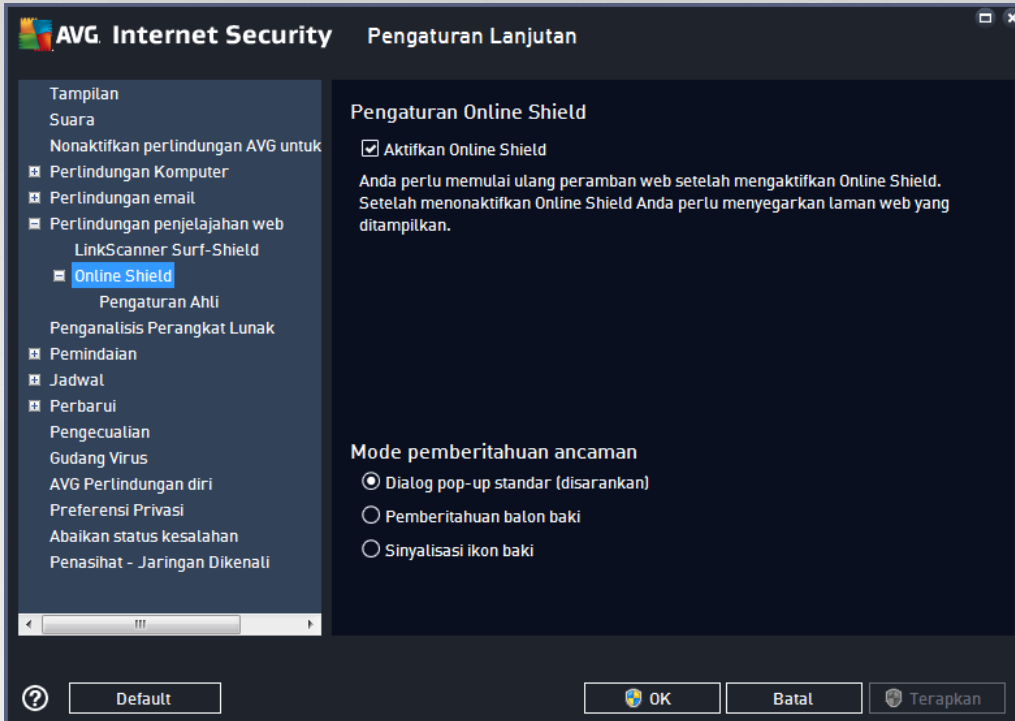 AVG. Internet Security Pengaturan Lanjutan
Tampilan
Suara
Nonaktifkan perlindungan AVG untuk
Perlindungan Komputer
Perlindungan email
Perlindungan penjelajahan web
LinkScanner Surf-Shield
Online Shield
Pengaturan Ahli
Penganalisis Perangkat Lunak
Pemindaian
Jadwal
Perbarui
Pengecualian
Gudang Virus
AVG Perlindungan diri
Preferensi Privasi
Abaikan status kesalahan
Penasihat - Jaringan Dikenali
Pengaturan Online Shield
Aktifkan Online Shield
Anda perlu memulai ulang peramban web setelah mengaktifkan Online Shield.
Setelah menonaktifkan Online Shield Anda perlu menyegarkan laman web yang
ditampilkan.
Mode pemberitahuan ancaman
Dialog pop-up standar (disarankan)
Pemberitahuan balon baki
Sinyalisasi ikon baki
? Default OK Batal Terapkan